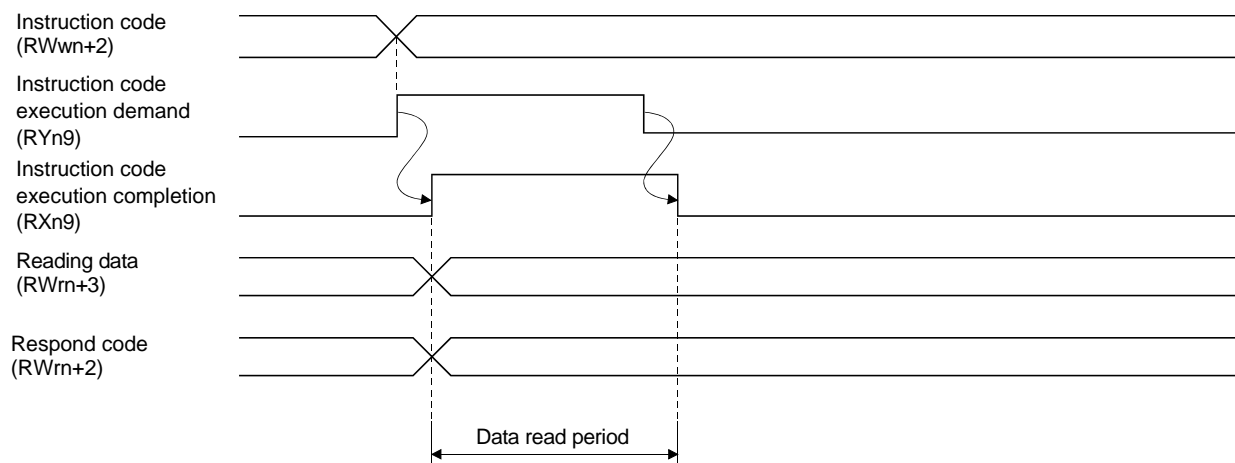 Instruction code
(RWwn+2)
Instruction code
execution demand
(RYn9)
Instruction code
execution completion
(RXn9)
Reading data
(RWrn+3)
Respond code
(RWrn+2)
Data read period